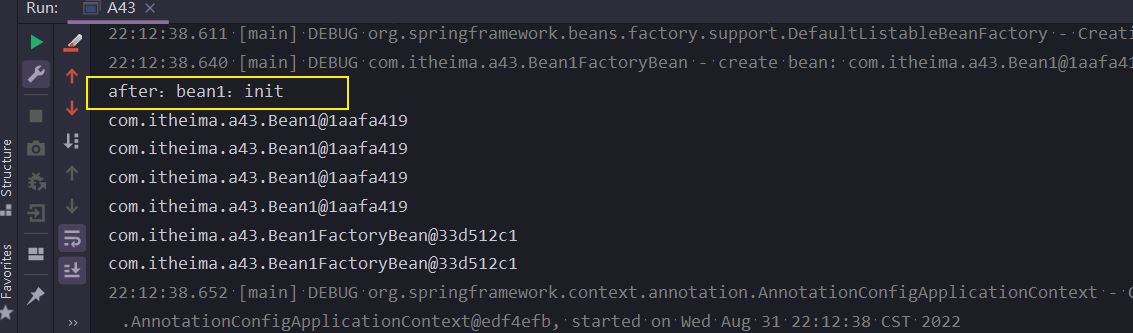 Run: A43 ×
22:12:38.611 [main] DEBUG org.springframework.beans.factory.support.DefaultListableBeanFactory - Creati
22:12:38.640 [main] DEBUG com.itheima.a43.Bean1FactoryBean - create bean: com.itheima.a43.Bean1@1aafa41
after：bean1：init
com.itheima.a43.Bean1@1aafa419
com.itheima.a43.Bean1@1aafa419
com.itheima.a43.Bean1@1aafa419
com.itheima.a43.Bean1@1aafa419
com.itheima.a43.Bean1FactoryBean@33d512c1
com.itheima.a43.Bean1FactoryBean@33d512c1
22:12:38.652 [main] DEBUG org.springframework.context.annotation.AnnotationConfigApplicationContext - C
.AnnotationConfigApplicationContext@edf4efb, started on Wed Aug 31 22:12:38 CST 2022
Structure
Favorites